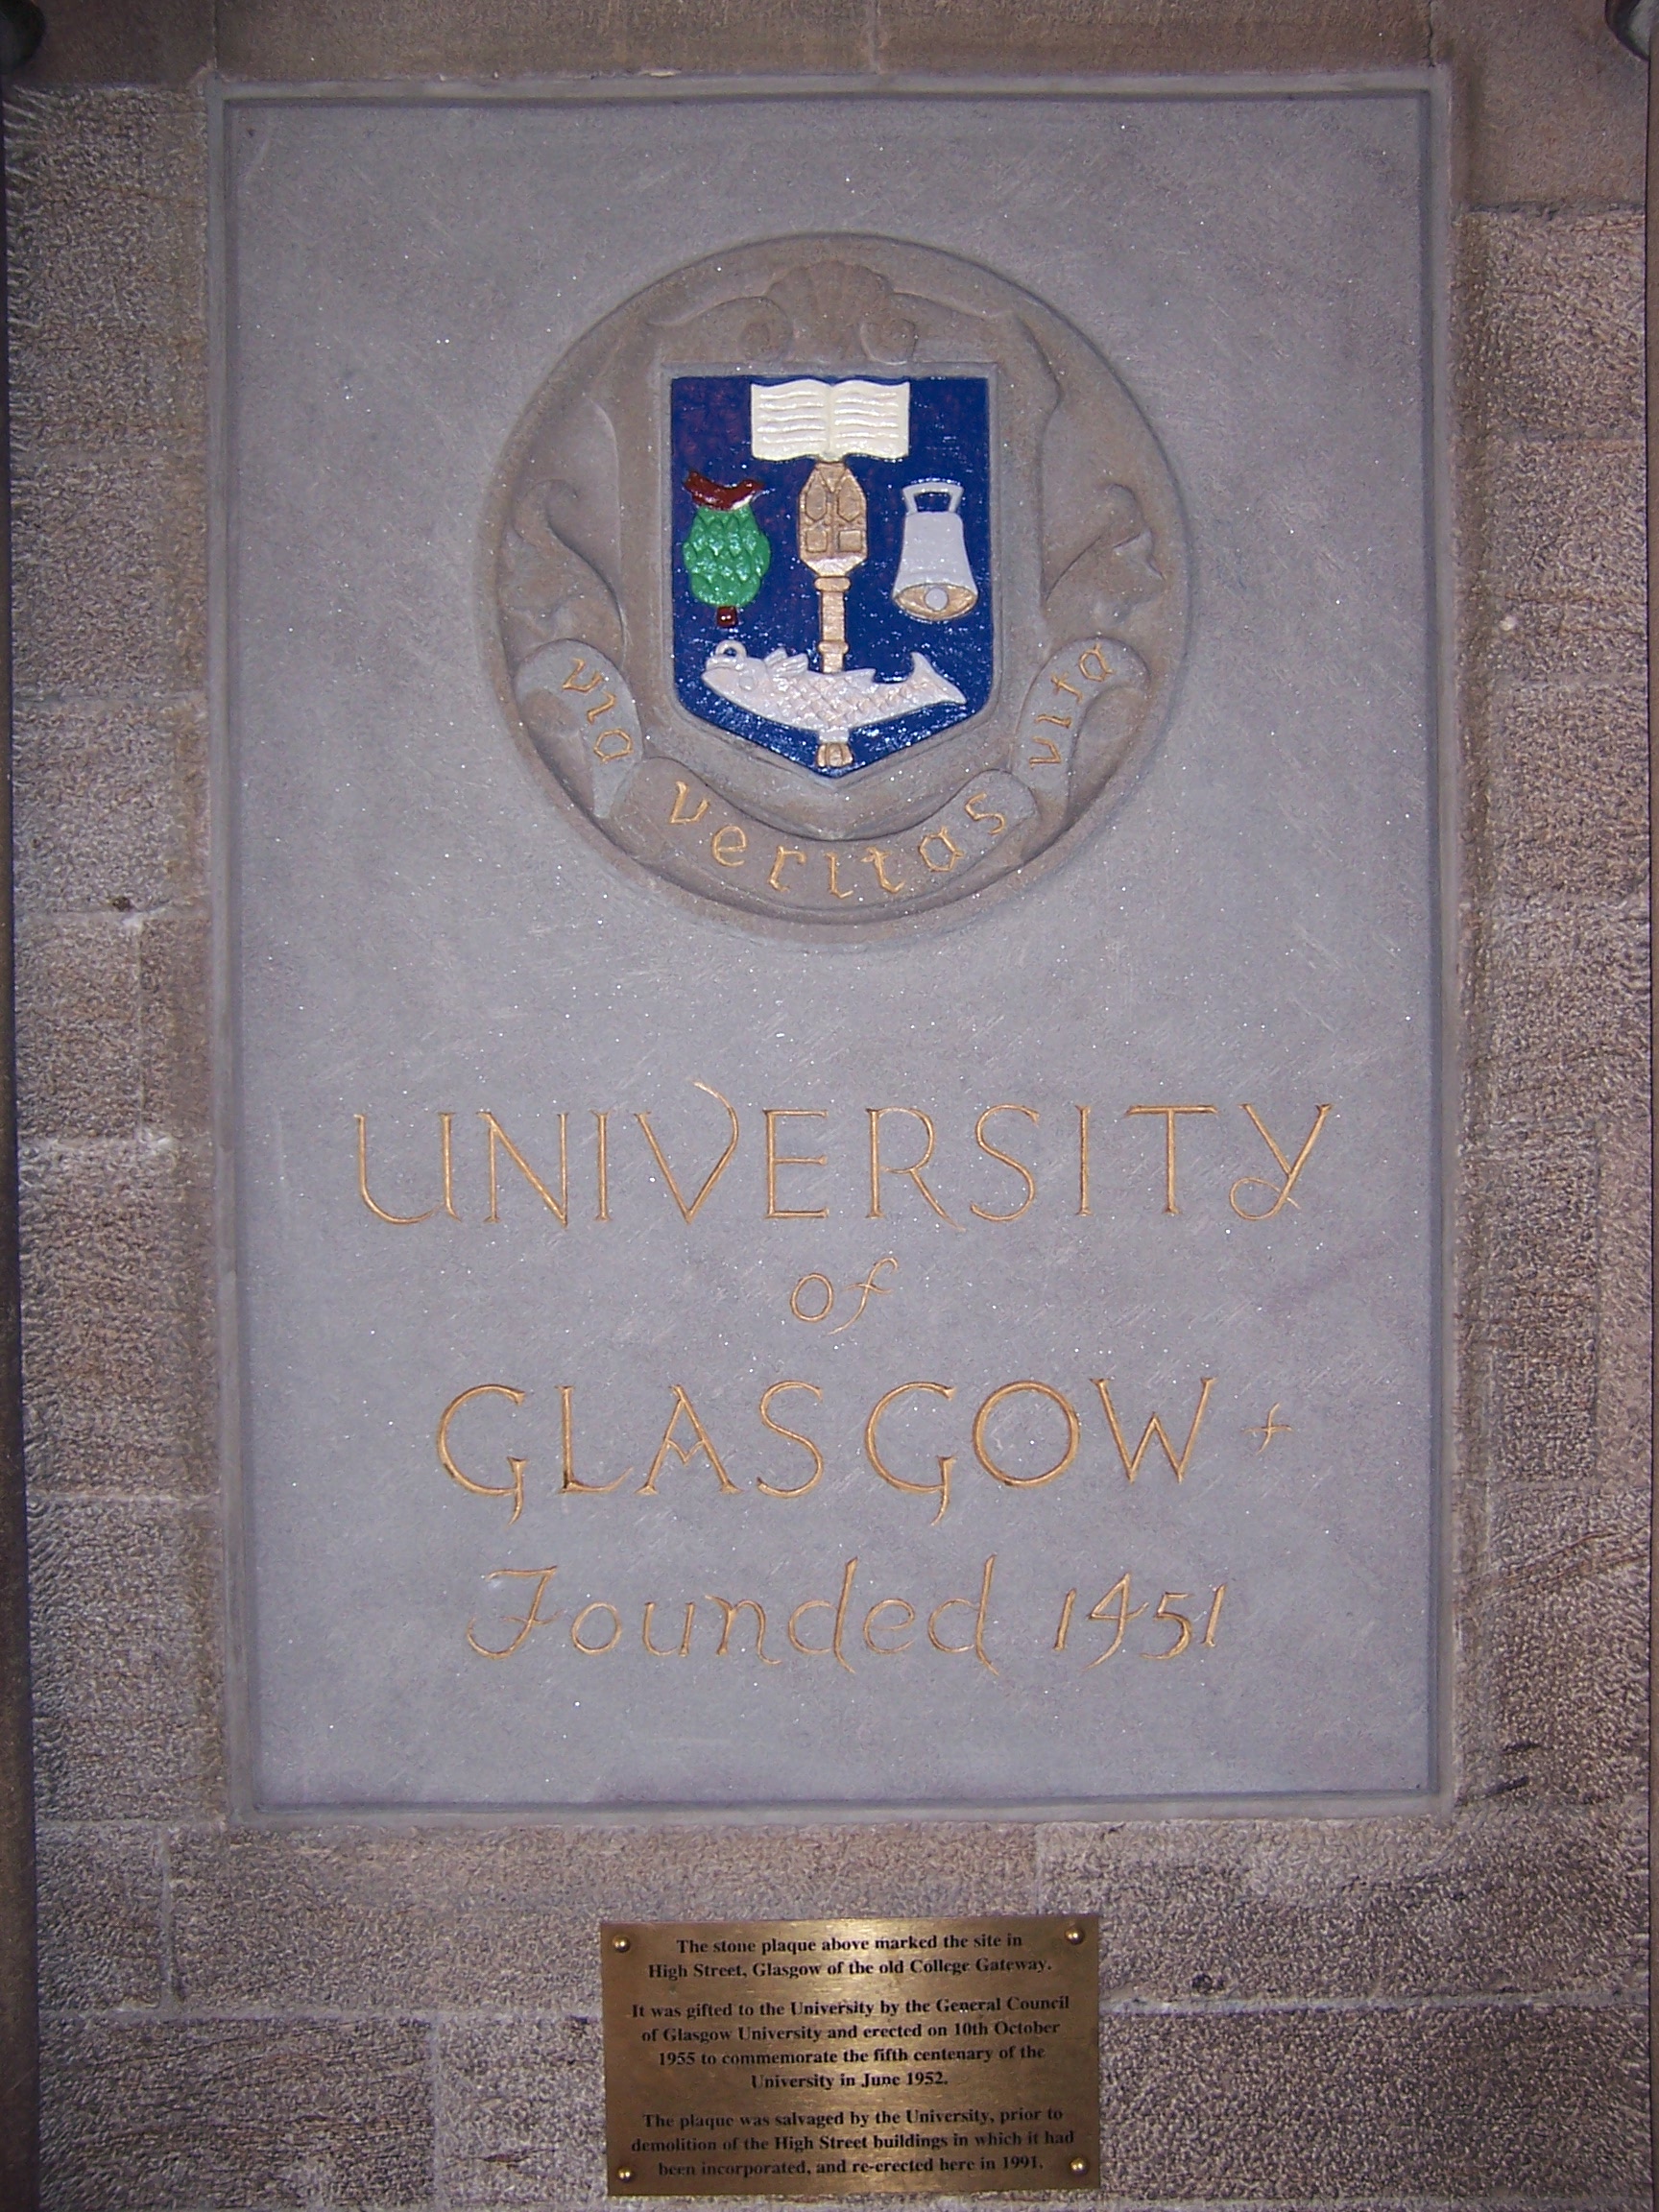 via veritas vita
UNIVERSITY
of
GLASGOW +
Founded 1451
The stone plaque above marked the site in
High Street, Glasgow of the old College Gateway.
It was gifted to the University by the General Council
of Glasgow University and erected on 10th October
1955 to commemorate the fifth centenary of the
University in June 1952.
The plaque was salvaged by the University, prior to
demolition of the High Street buildings in which it had
been incorporated, and re-erected here in 1991.